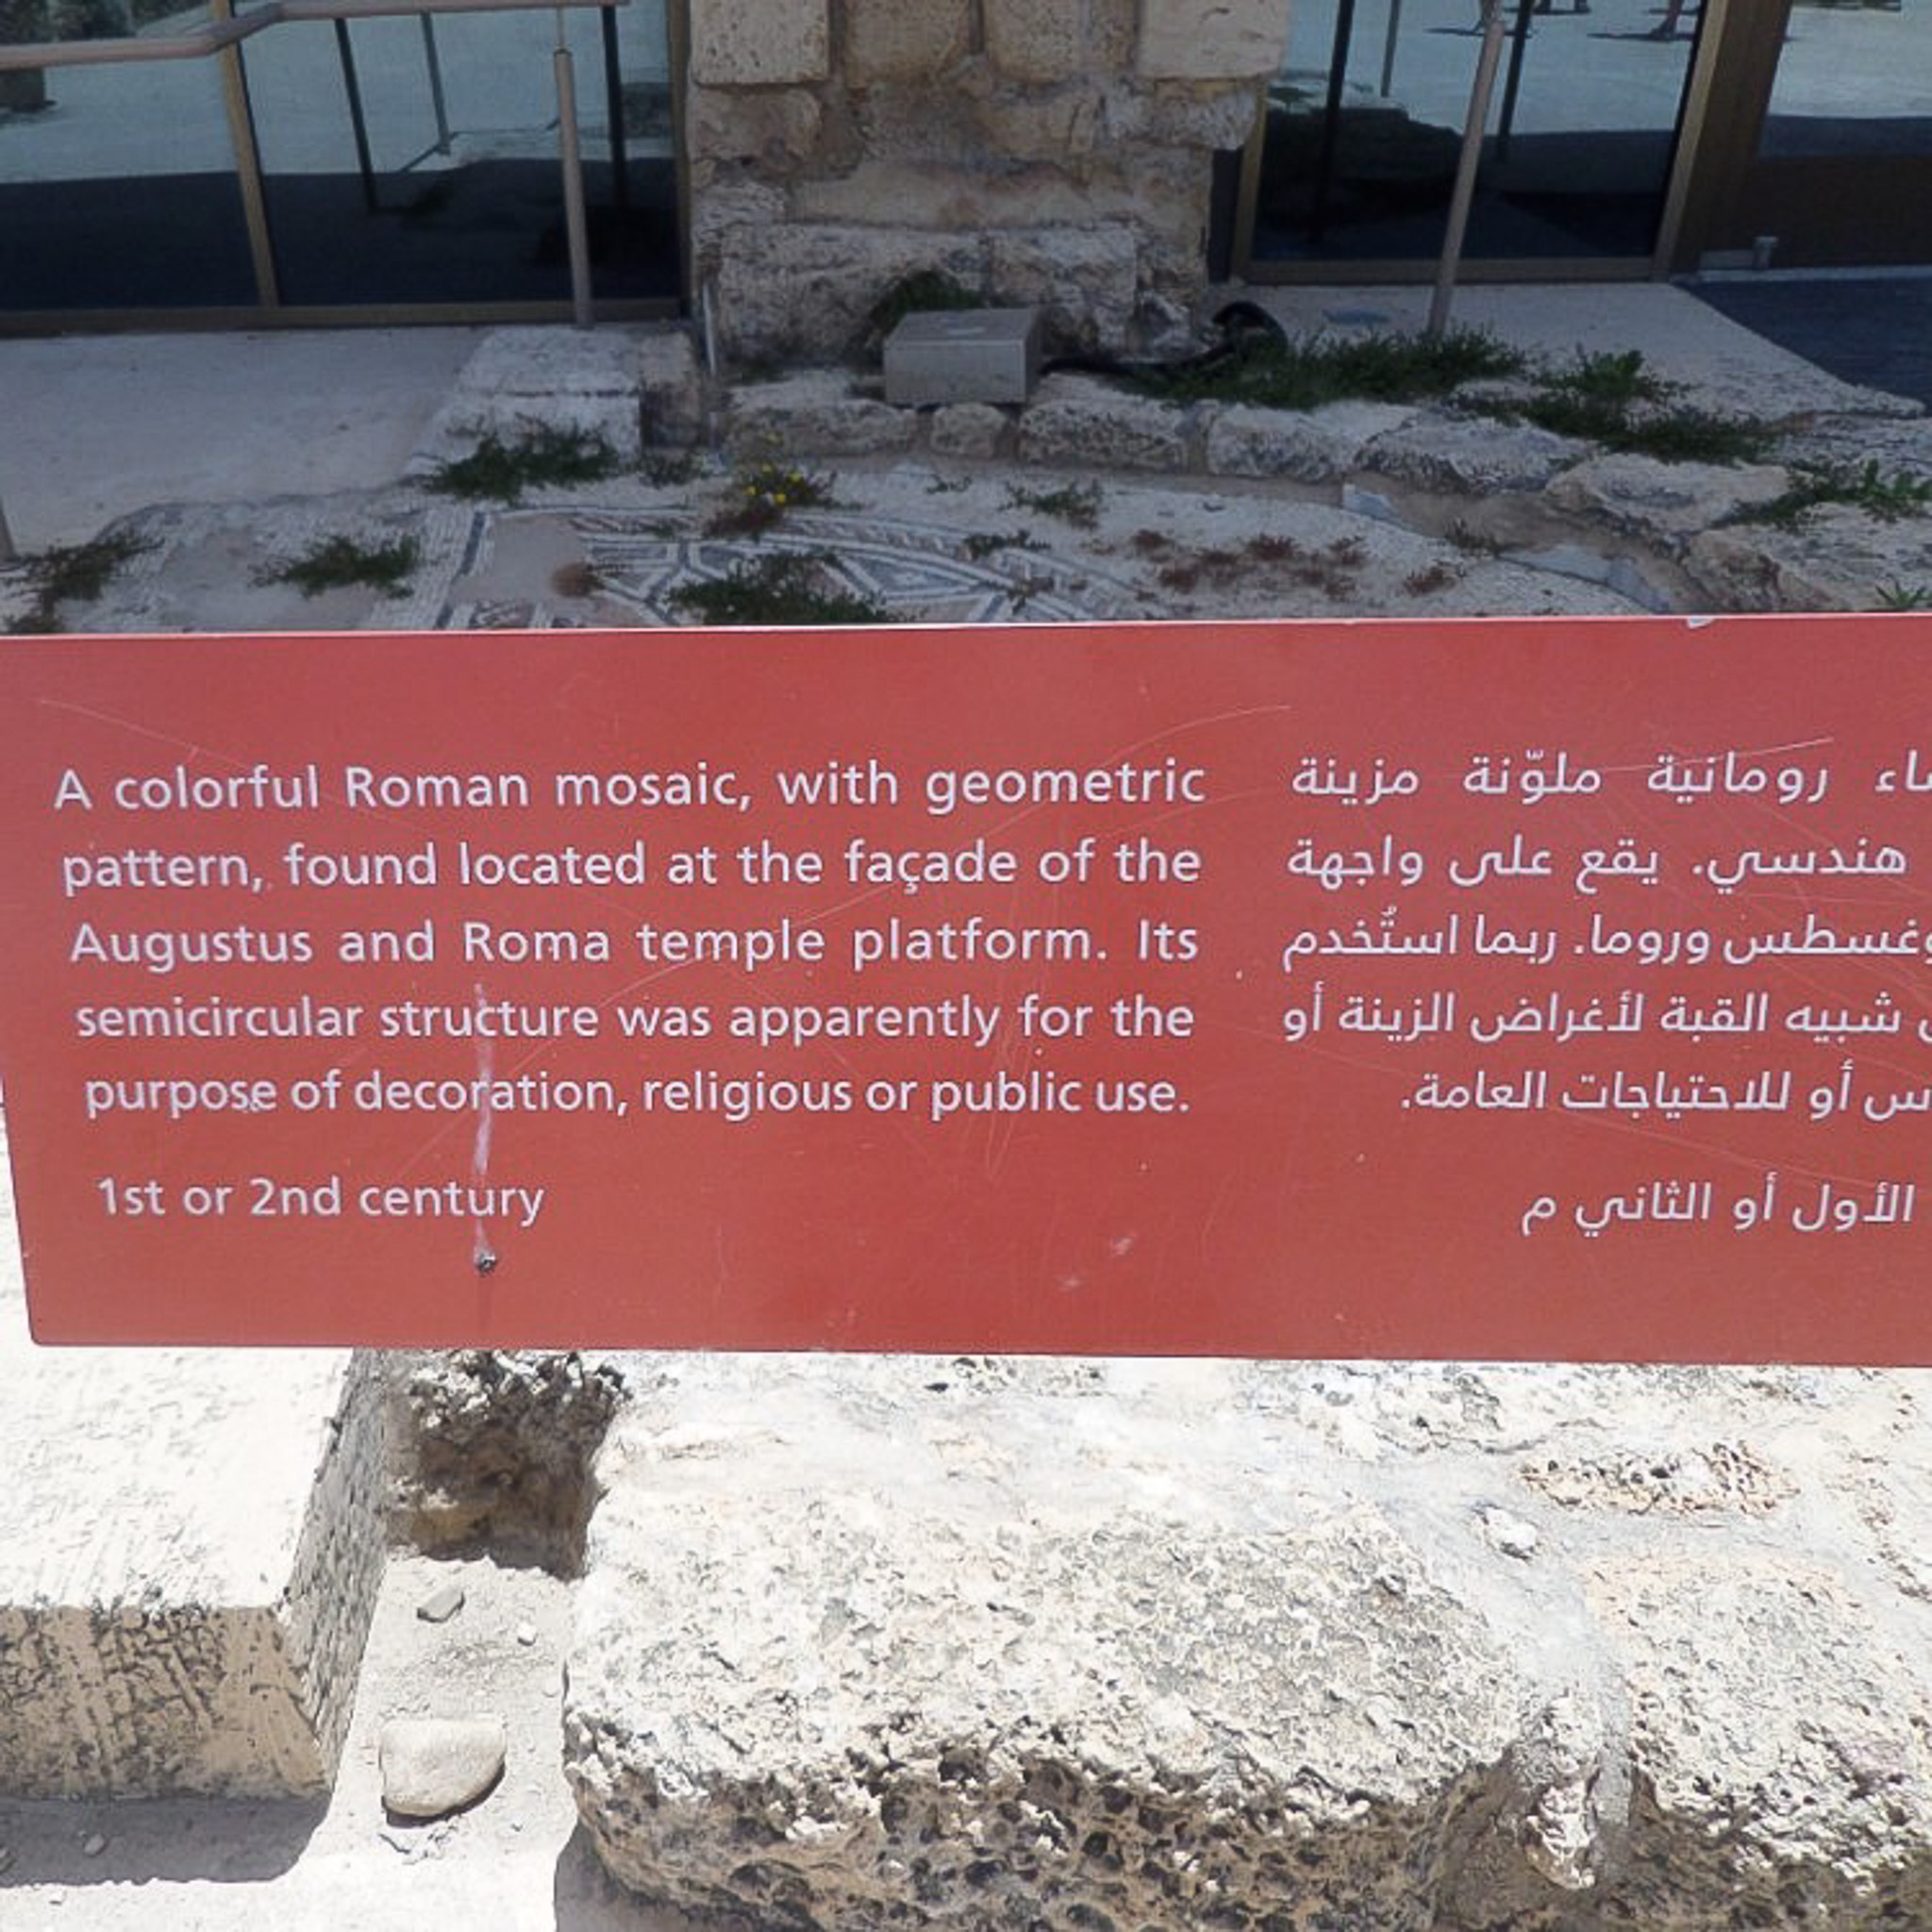 A colorful Roman mosaic, with geometric
pattern, found located at the façade of the
Augustus and Roma temple platform. Its
semicircular structure was apparently for the
purpose of decoration, religious or public use.
1st or 2nd century
رومانية ملوّنة مزينة
هندسي. يقع على واجهة
وروما. ربما استُخدم
شبيه القبة لأغراض الزينة أو
أو للاحتياجات العامة.
الأول أو الثاني م